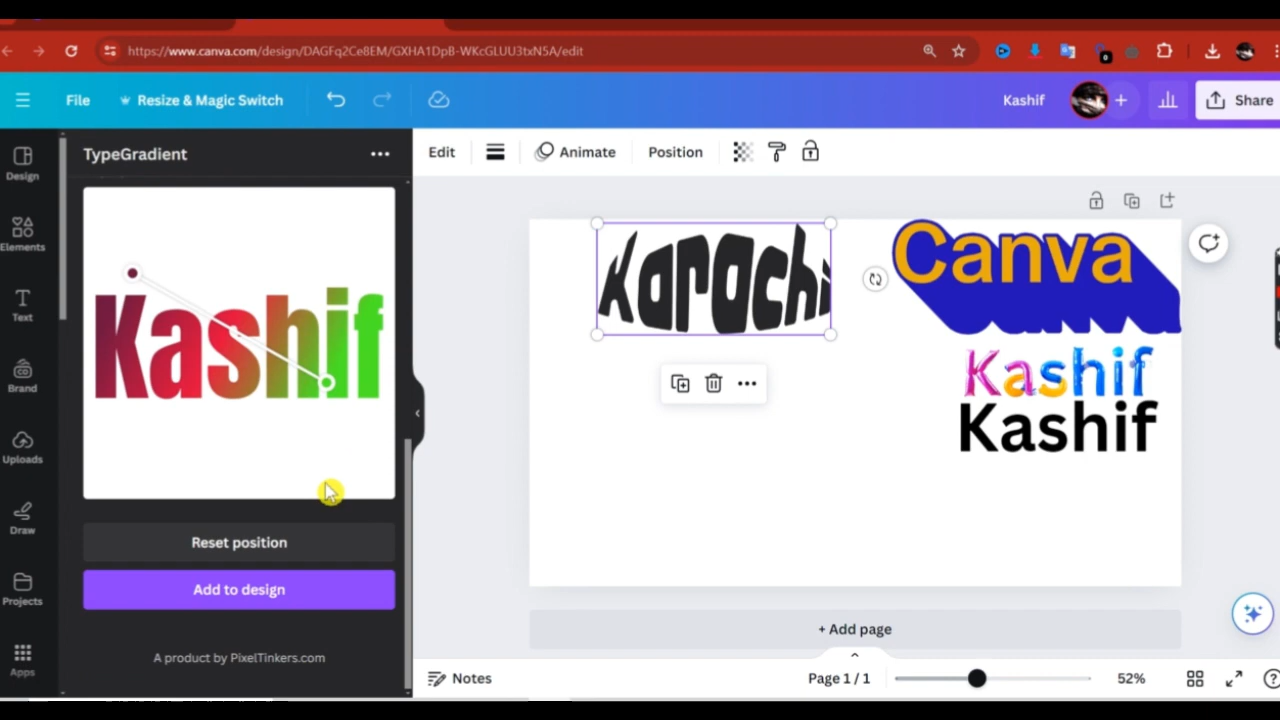 https://www.canva.com/design/DAGFq2Ce8EM/GXHA1DpB-WKcGLUU3txN5A/edit
File
Resize & Magic Switch
Kashif
Share
Design
Elements
Text
Brand
Uploads
Draw
Projects
Apps
TypeGradient
Kashif
Reset position
Add to design
A product by PixelTinkers.com
Edit
Animate
Position
Karachi
Canva
Kashif
Kashif
+ Add page
Notes
Page 1 / 1
52%